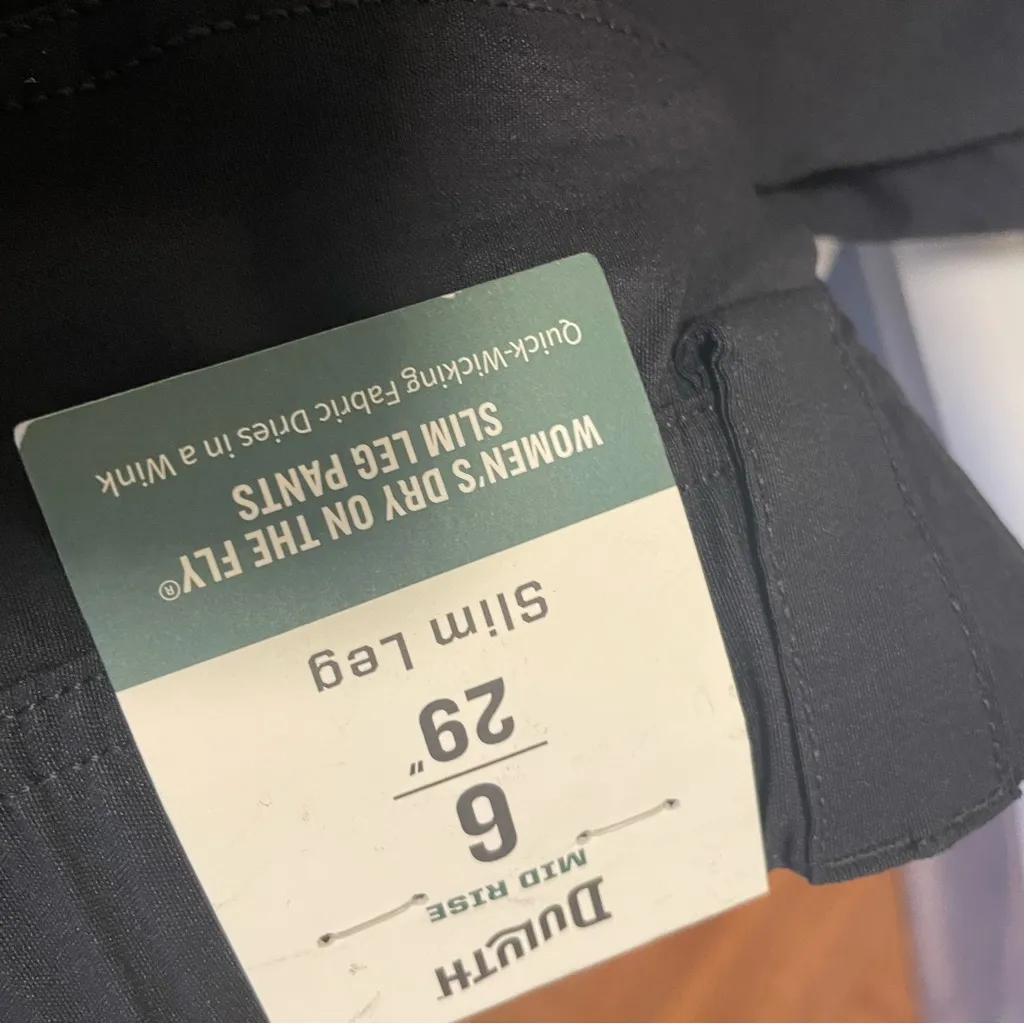 DULUTH
MID RISE
6
29"
Slim Leg
WOMEN'S DRY ON THE FLY®
SLIM LEG PANTS
Quick-Wicking Fabric Dries in a Wink